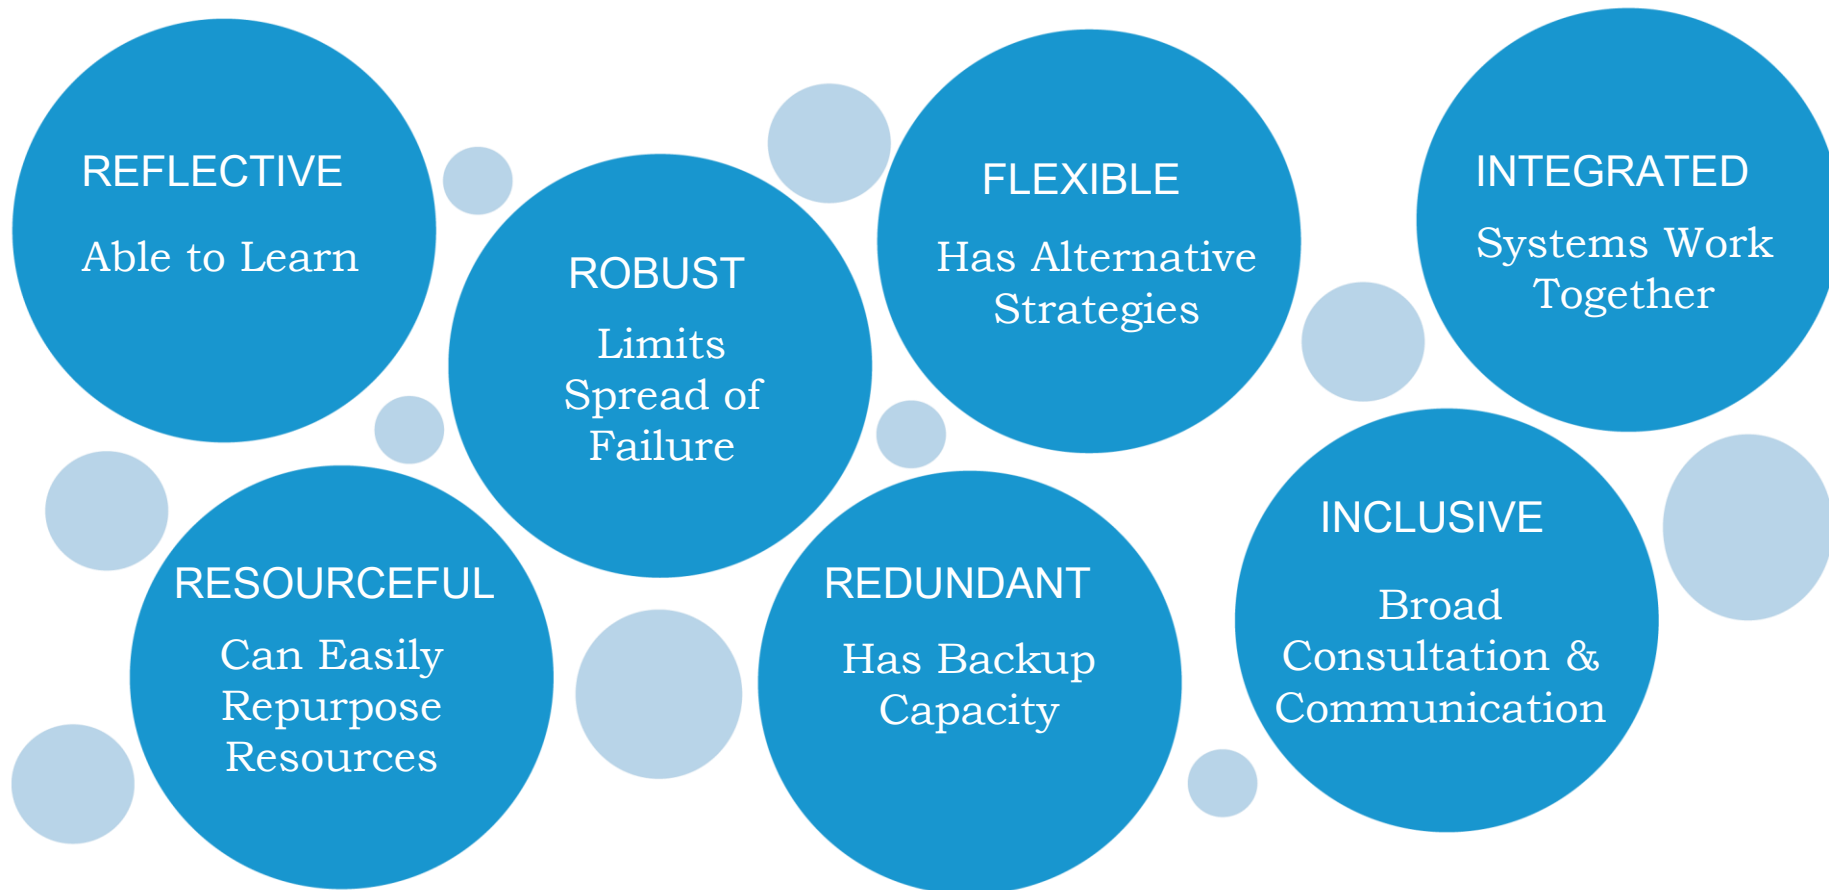 REFLECTIVE
Able to Learn
ROBUST
Limits
Spread of
Failure
FLEXIBLE
Has Alternative
Strategies
INTEGRATED
Systems Work
Together
RESOURCEFUL
Can Easily
Repurpose
Resources
REDUNDANT
Has Backup
Capacity
INCLUSIVE
Broad
Consultation &
Communication